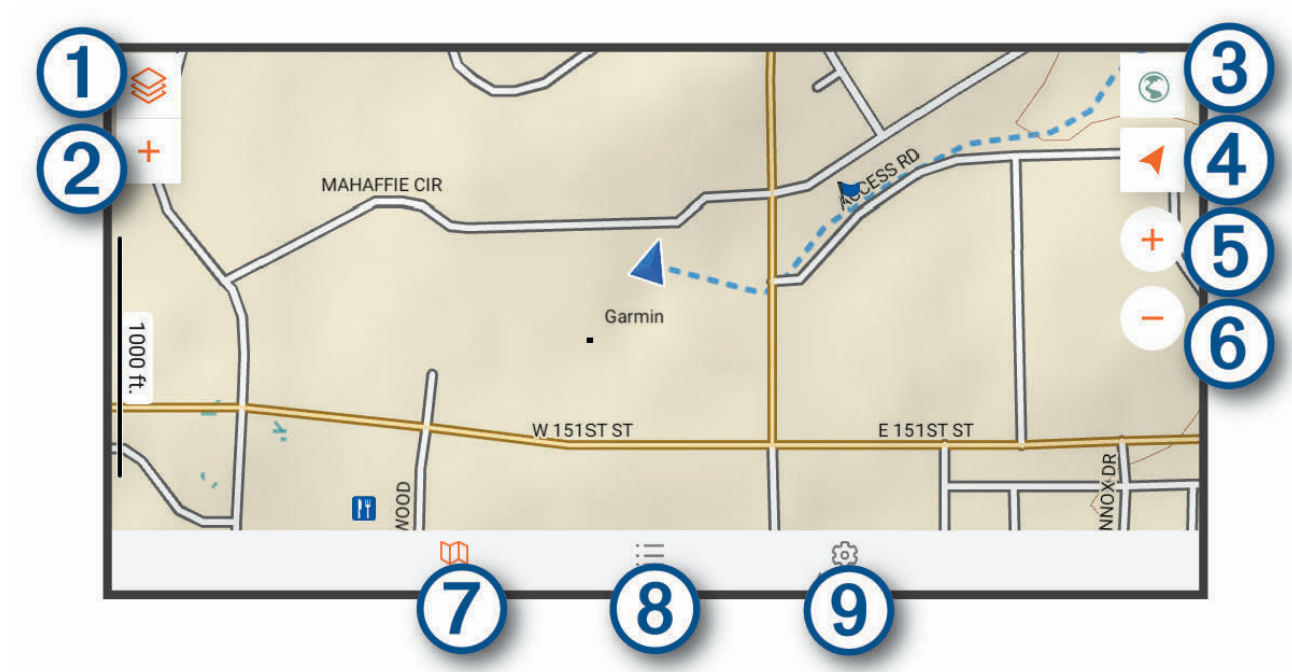 1
2
3
4
5
6
MAHAFFIE CIR
ACCESS RD
Garmin
1000 ft.
W 151ST ST
E 151ST ST
WOOD
NNOX DR
7
8
9